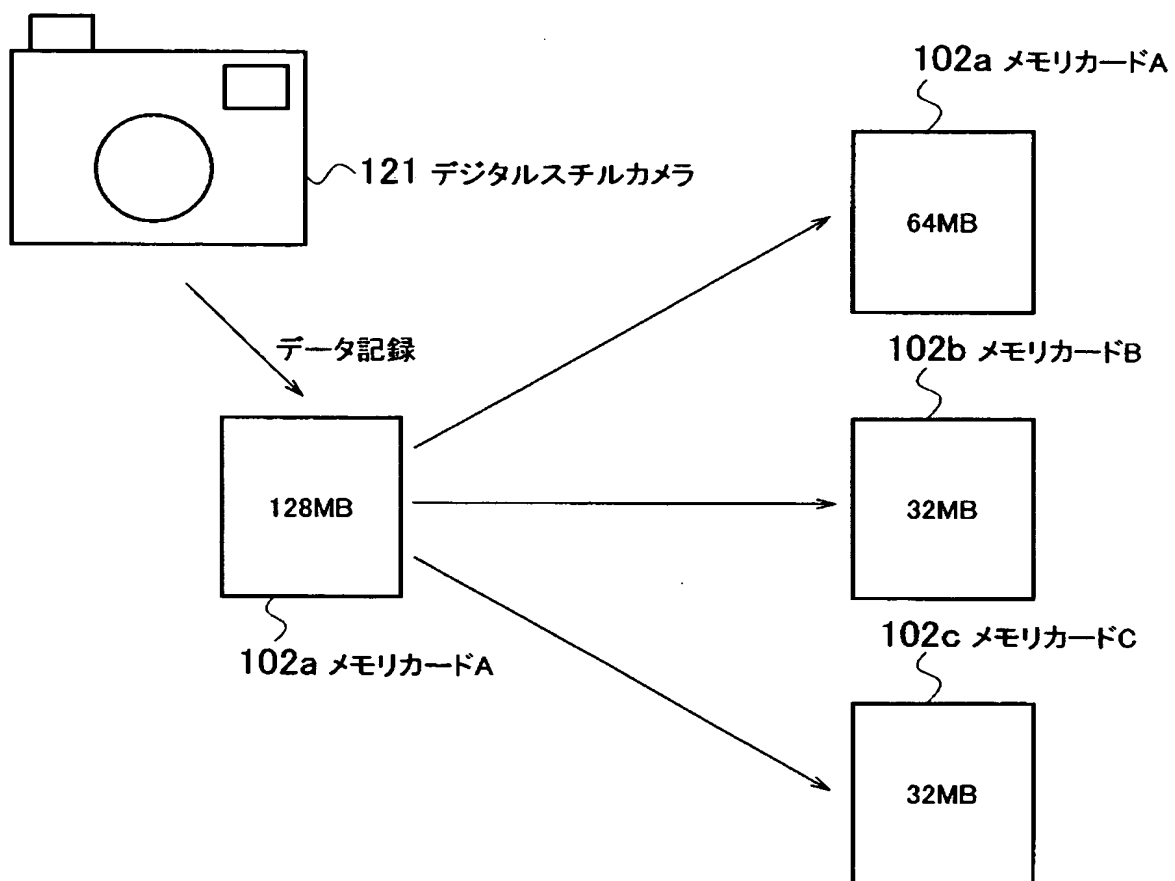 102a メモリカードA
121 デジタルスチルカメラ
64MB
データ記録
102b メモリカードB
128MB
32MB
102c メモリカードC
102a メモリカードA
32MB